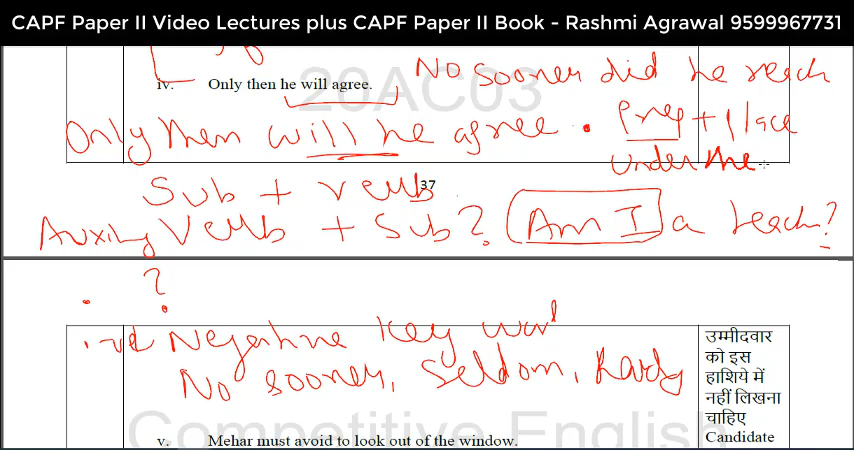 CAPF Paper II Video Lectures plus CAPF Paper II Book - Rashmi Agrawal 9599967731
20AC03
iv. Only then he will agree.
No sooner did he reach
Only then will he agree .
Prep + place
under the
37
Sub + verb
Auxiliary Verb + Sub? Am I a teach?
?
Negative key word
No sooner, Seldom, Hardly
उम्मीदवार
को इस
हाशिये में
नहीं लिखना
चाहिए
Candidate
Competitive English
v. Mehar must avoid to look out of the window.